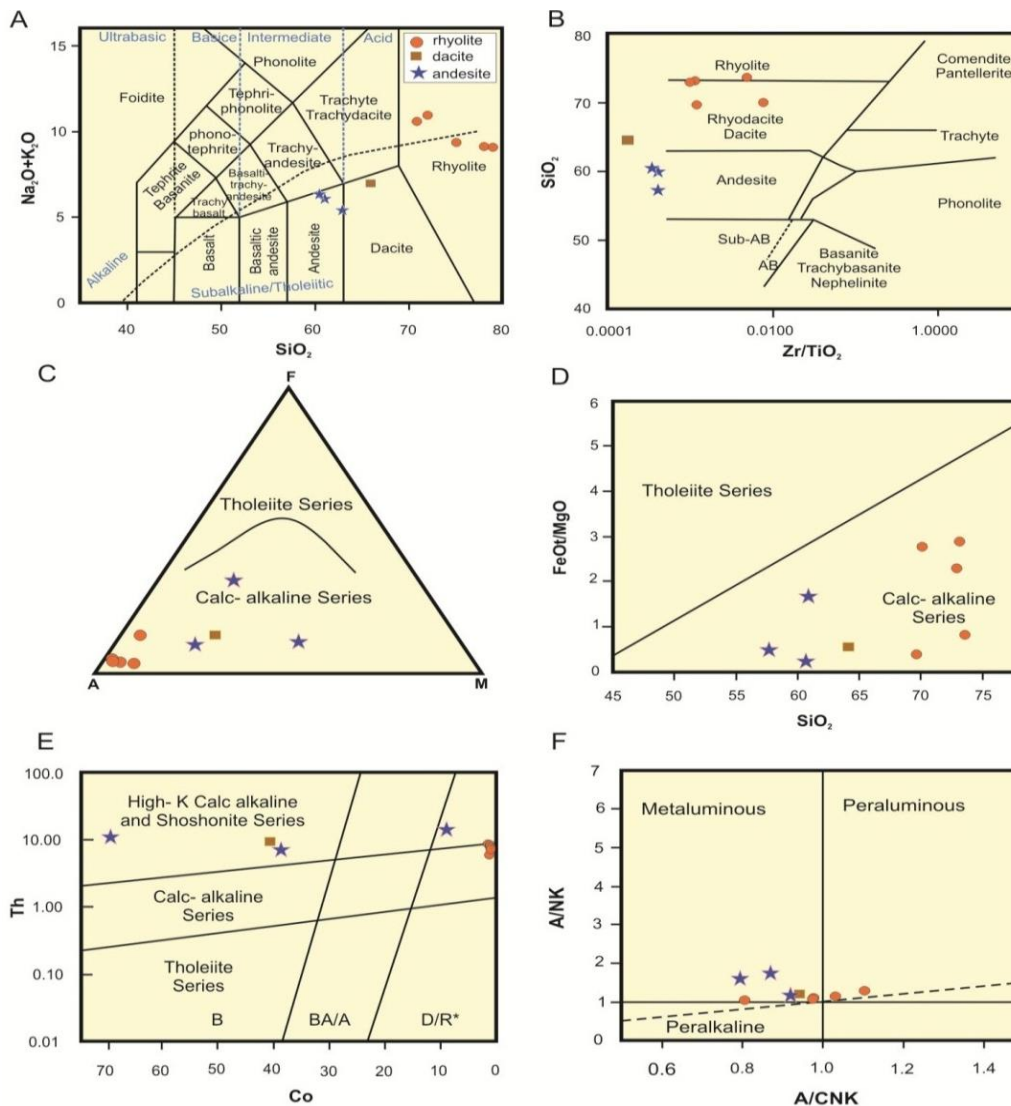 A
Ultrabasic
Basice
Intermediate
Acid
rhyolite
dacite
andesite
Phonolite
Foidite
Tephri-
phonolite
Trachyte
Trachydacite
phono-
tephrite
Trachy-
andesite
Rhyolite
Tephrite
Basanite
Basalti-
trachy-
andesite
Trachy
basalt
Basalt
Basaltic
andesite
Andesite
Dacite
Alkaline
Subalkaline/Tholeiitic
Na2O+K2O
15
10
5
0
40
50
60
70
80
SiO2
B
Rhyolite
Comendite
Pantellerite
Rhyodacite
Dacite
Trachyte
Andesite
Phonolite
Sub-AB
AB
Basanite
Trachybasanite
Nephelinite
SiO2
80
70
60
50
40
0.0001
0.0100
1.0000
Zr/TiO2
C
F
Tholeiite Series
Calc- alkaline Series
A
M
D
Tholeiite Series
Calc- alkaline
Series
FeOt/MgO
6
5
4
3
2
1
0
45
50
55
60
65
70
75
SiO2
E
High- K Calc alkaline
and Shoshonite Series
Calc- alkaline
Series
Tholeiite
Series
B
BA/A
D/R*
Th
100.0
10.00
1.00
0.10
0.01
70
60
50
40
30
20
10
0
Co
F
Metaluminous
Peraluminous
Peralkaline
A/NK
7
6
5
4
3
2
1
0
0.6
0.8
1.0
1.2
1.4
A/CNK